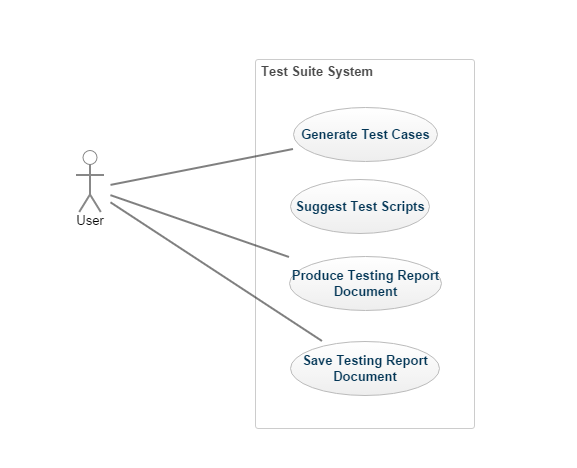 Test Suite System
Generate Test Cases
Suggest Test Scripts
User
Produce Testing Report
Document
Save Testing Report
Document